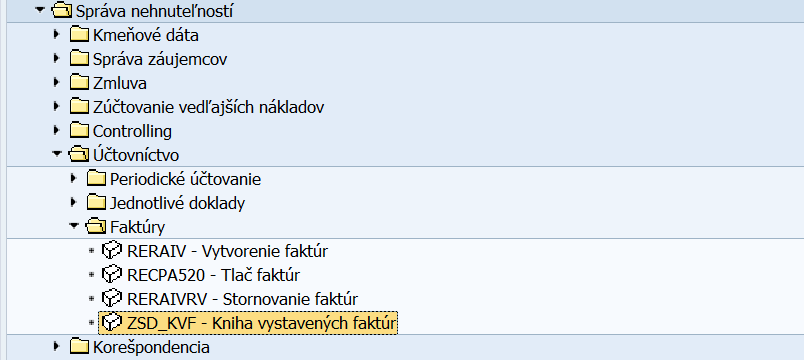 Správa nehnuteľností
Kmeňové dáta
Správa záujemcov
Zmluva
Zúčtovanie vedľajších nákladov
Controlling
Účtovníctvo
Periodické účtovanie
Jednotlivé doklady
Faktúry
RERAIV - Vytvorenie faktúr
RECPA520 - Tlač faktúr
RERAIVRV - Stornovanie faktúr
ZSD_KVF - Kniha vystavených faktúr
Korešpondencia